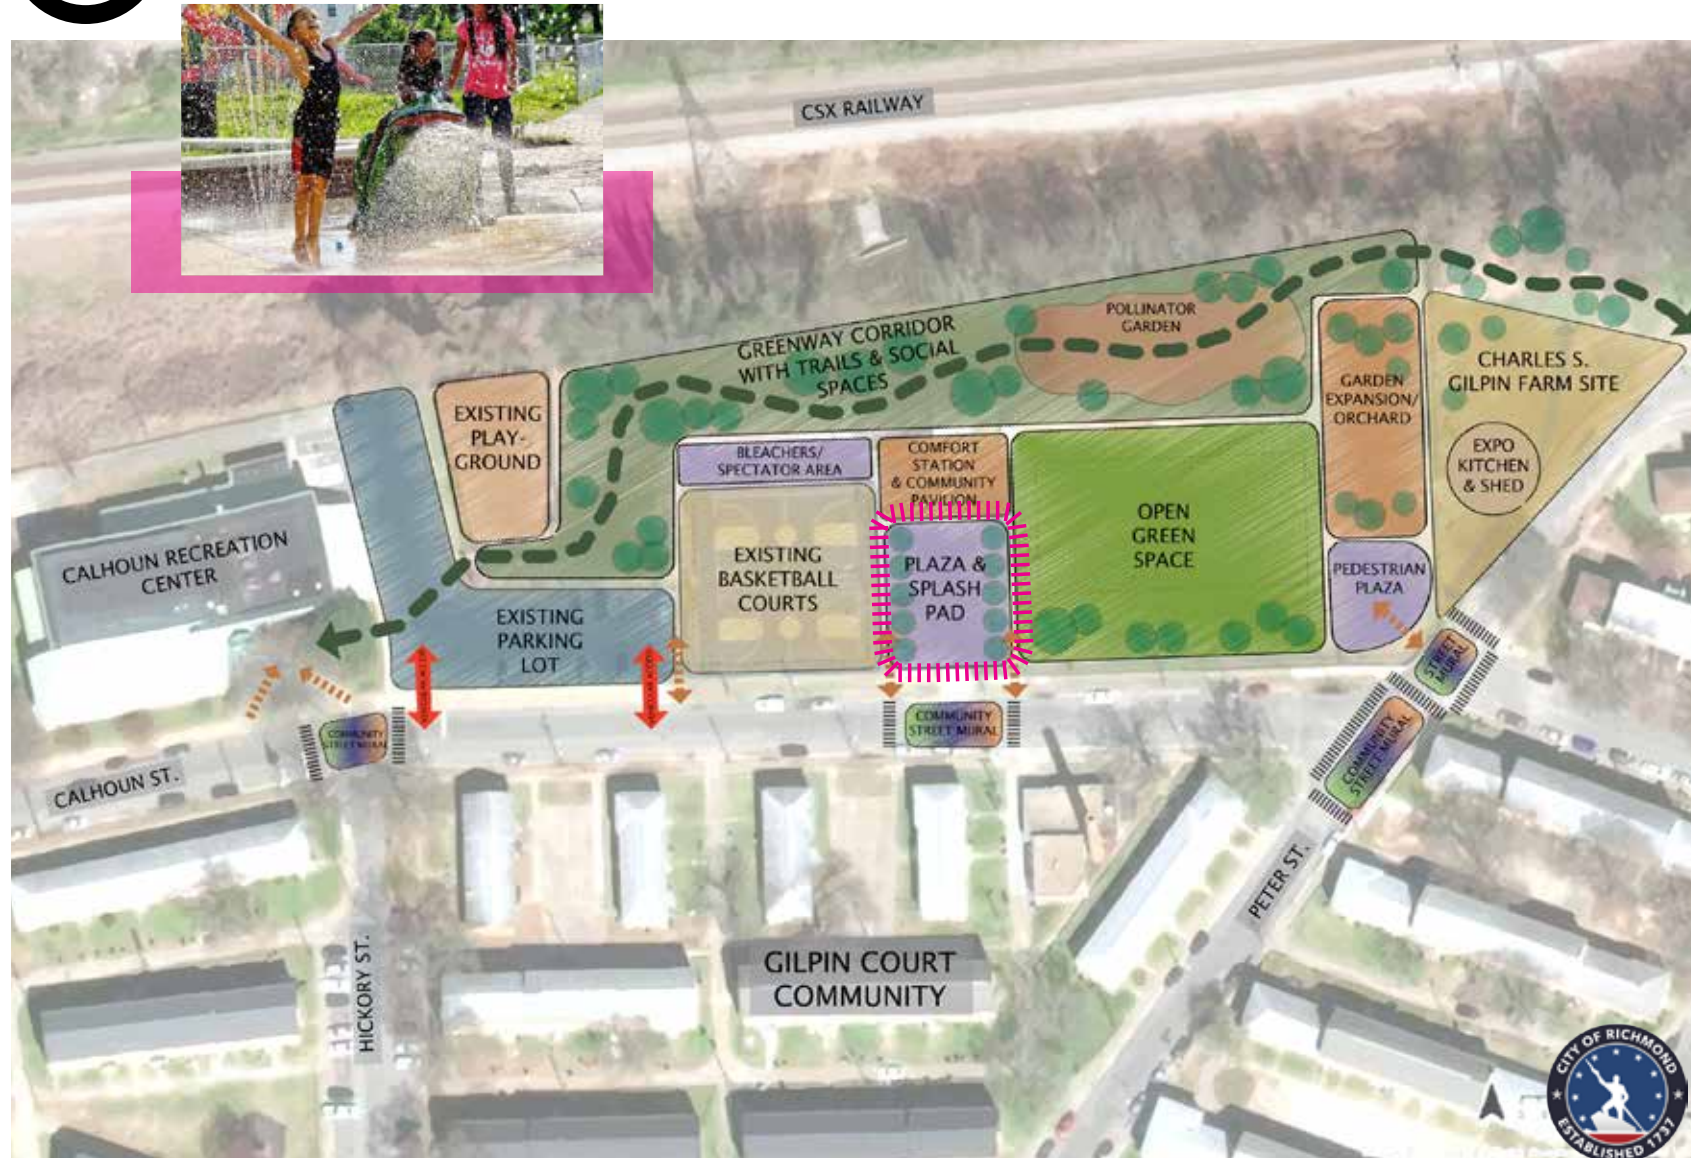 CSX RAILWAY
POLLINATOR
GARDEN
GREENWAY CORRIDOR
WITH TRAILS & SOCIAL
SPACES
CHARLES S.
GILPIN FARM SITE
GARDEN
EXPANSION/
ORCHARD
EXISTING
PLAY-
GROUND
BLEACHERS/
SPECTATOR AREA
COMFORT
STATION
& COMMUNITY
PAVILION
EXPO
KITCHEN
& SHED
OPEN
GREEN
SPACE
CALHOUN RECREATION
CENTER
EXISTING
BASKETBALL
COURTS
PLAZA &
SPLASH
PAD
PEDESTRIAN
PLAZA
EXISTING
PARKING
LOT
STREET
MURAL
COMMUNITY
STREET MURAL
COMMUNITY
STREET MURAL
COMMUNITY
STREET MURAL
CALHOUN ST.
PETER ST.
HICKORY ST.
GILPIN COURT
COMMUNITY
CITY OF RICHMOND
ESTABLISHED 1737